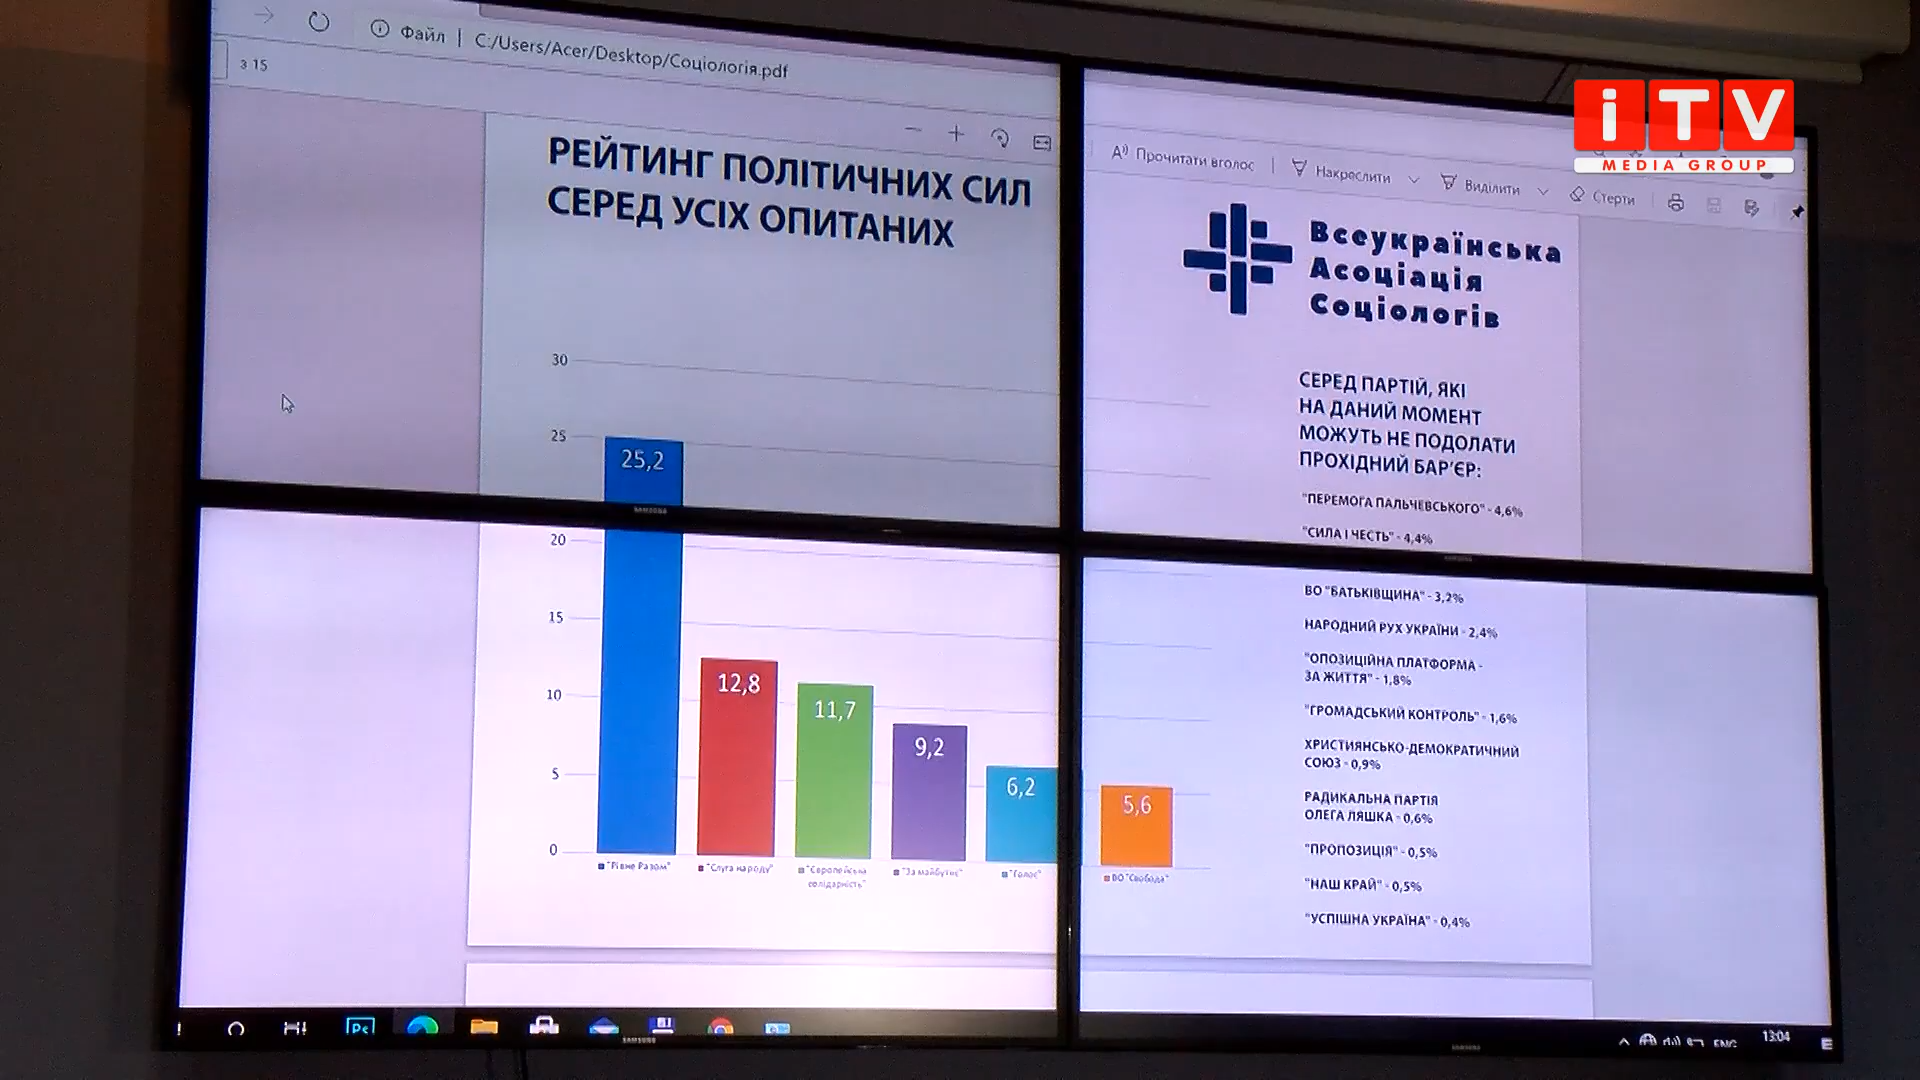 Файл | C:/Users/Acer/Desktop/Соціологія.pdf
з 15
iTV
MEDIA GROUP
Прочитати вголос
Накреслити
Виділити
Стерти
РЕЙТИНГ ПОЛІТИЧНИХ СИЛ
СЕРЕД УСІХ ОПИТАНИХ
Всеукраїнська
Асоціація
Соціологів
30
25
20
15
10
5
0
25,2
12,8
11,7
9,2
6,2
5,6
"Рівне Разом"
"Слуга народу"
"Європейська
солідарність"
"За майбутнє"
"Голос"
ВО "Свобода"
СЕРЕД ПАРТІЙ, ЯКІ
НА ДАНИЙ МОМЕНТ
МОЖУТЬ НЕ ПОДОЛАТИ
ПРОХІДНИЙ БАР'ЄР:
"ПЕРЕМОГА ПАЛЬЧЕВСЬКОГО" - 4,6%
"СИЛА І ЧЕСТЬ" - 4,4%
ВО "БАТЬКІВЩИНА" - 3,2%
НАРОДНИЙ РУХ УКРАЇНИ - 2,4%
"ОПОЗИЦІЙНА ПЛАТФОРМА -
ЗА ЖИТТЯ" - 1,8%
"ГРОМАДСЬКИЙ КОНТРОЛЬ" - 1,6%
ХРИСТИЯНСЬКО-ДЕМОКРАТИЧНИЙ
СОЮЗ - 0,9%
РАДИКАЛЬНА ПАРТІЯ
ОЛЕГА ЛЯШКА - 0,6%
"ПРОПОЗИЦІЯ" - 0,5%
"НАШ КРАЙ" - 0,5%
"УСПІШНА УКРАЇНА" - 0,4%
SAMSUNG
SAMSUNG
SAMSUNG
SAMSUNG
Ps
ENG
13:04